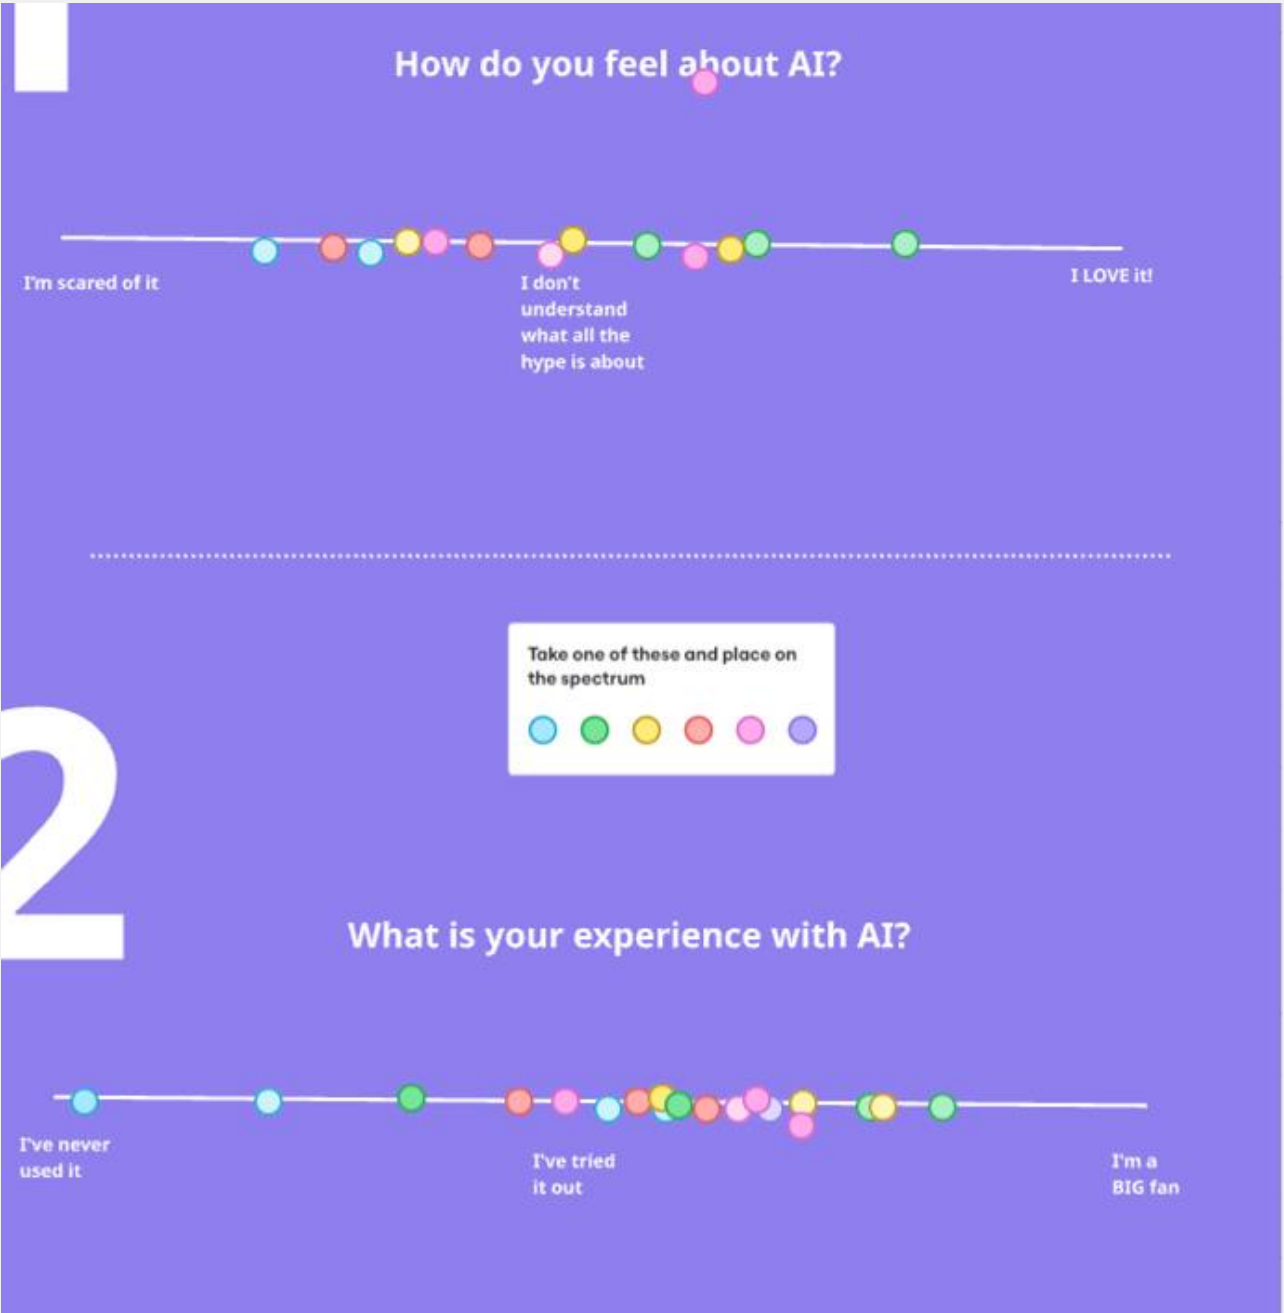 How do you feel about AI?
I'm scared of it
I don't
understand
what all the
hype is about
I LOVE it!
Take one of these and place on
the spectrum
2
What is your experience with AI?
I've never
used it
I've tried
it out
I'm a
BIG fan